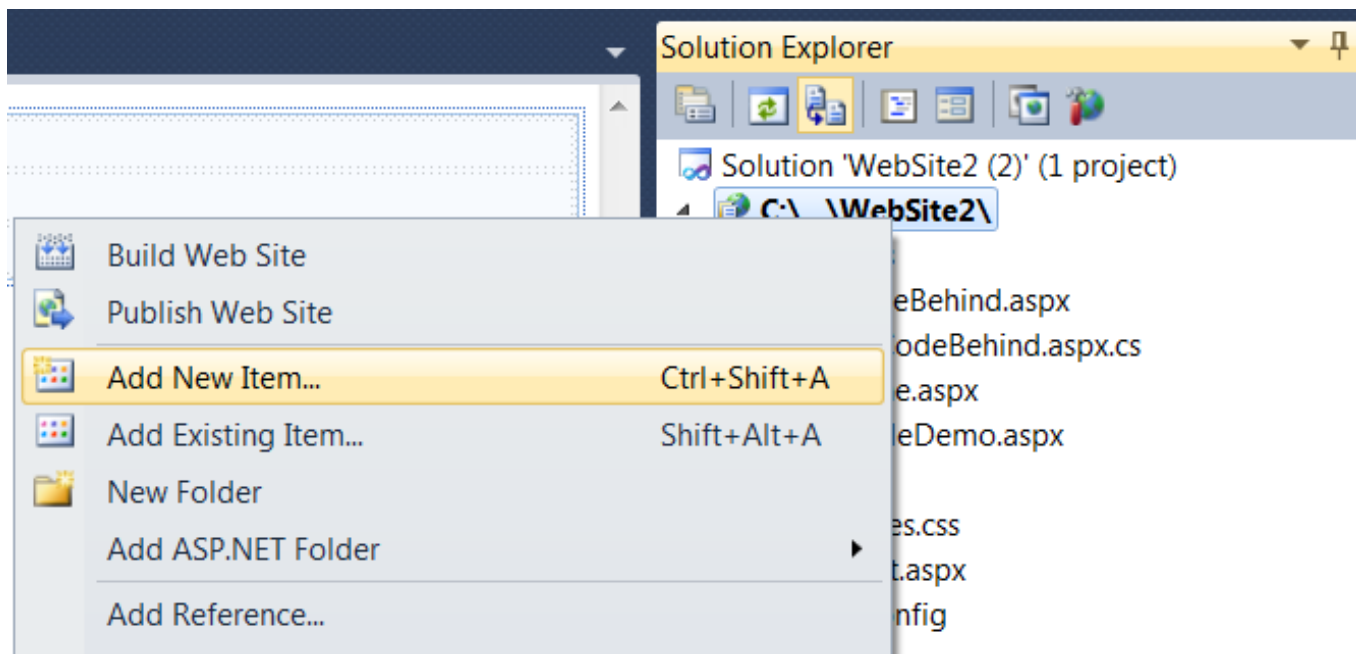 Solution Explorer
Solution 'WebSite2 (2)' (1 project)
C:\...\WebSite2\
Build Web Site
Publish Web Site
Add New Item... Ctrl+Shift+A
Add Existing Item... Shift+Alt+A
New Folder
Add ASP.NET Folder
Add Reference...
eBehind.aspx
odeBehind.aspx.cs
e.aspx
leDemo.aspx
es.css
t.aspx
nfig